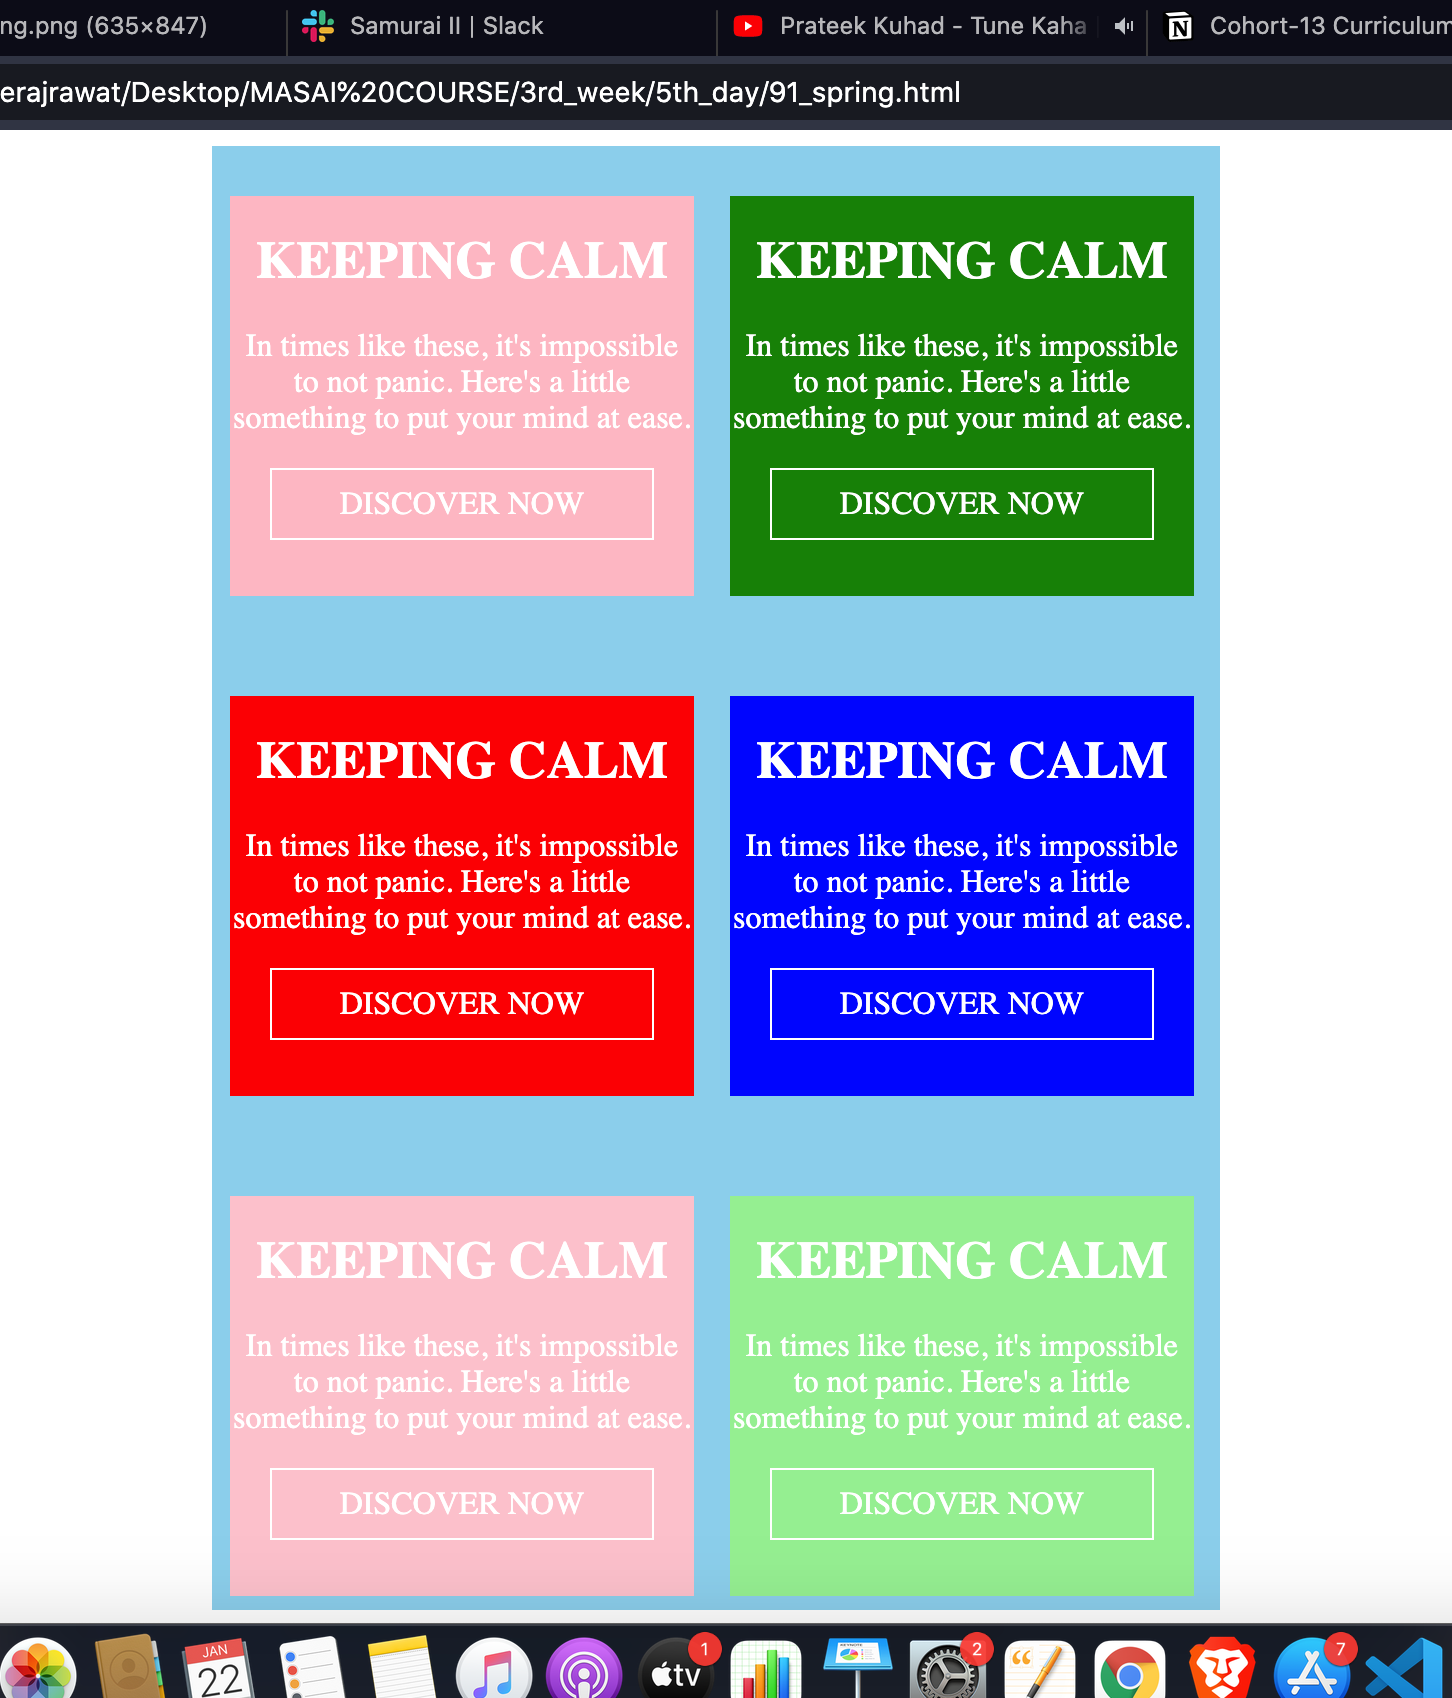 ng.png (635×847)
Samurai II | Slack
Prateek Kuhad - Tune Kaha
Cohort-13 Curriculum
erajrawat/Desktop/MASAI%20COURSE/3rd_week/5th_day/91_spring.html
KEEPING CALM
In times like these, it's impossible
to not panic. Here's a little
something to put your mind at ease.
DISCOVER NOW
KEEPING CALM
In times like these, it's impossible
to not panic. Here's a little
something to put your mind at ease.
DISCOVER NOW
KEEPING CALM
In times like these, it's impossible
to not panic. Here's a little
something to put your mind at ease.
DISCOVER NOW
KEEPING CALM
In times like these, it's impossible
to not panic. Here's a little
something to put your mind at ease.
DISCOVER NOW
KEEPING CALM
In times like these, it's impossible
to not panic. Here's a little
something to put your mind at ease.
DISCOVER NOW
KEEPING CALM
In times like these, it's impossible
to not panic. Here's a little
something to put your mind at ease.
DISCOVER NOW
JAN
22
tv
1
KEYNOTE
2
7